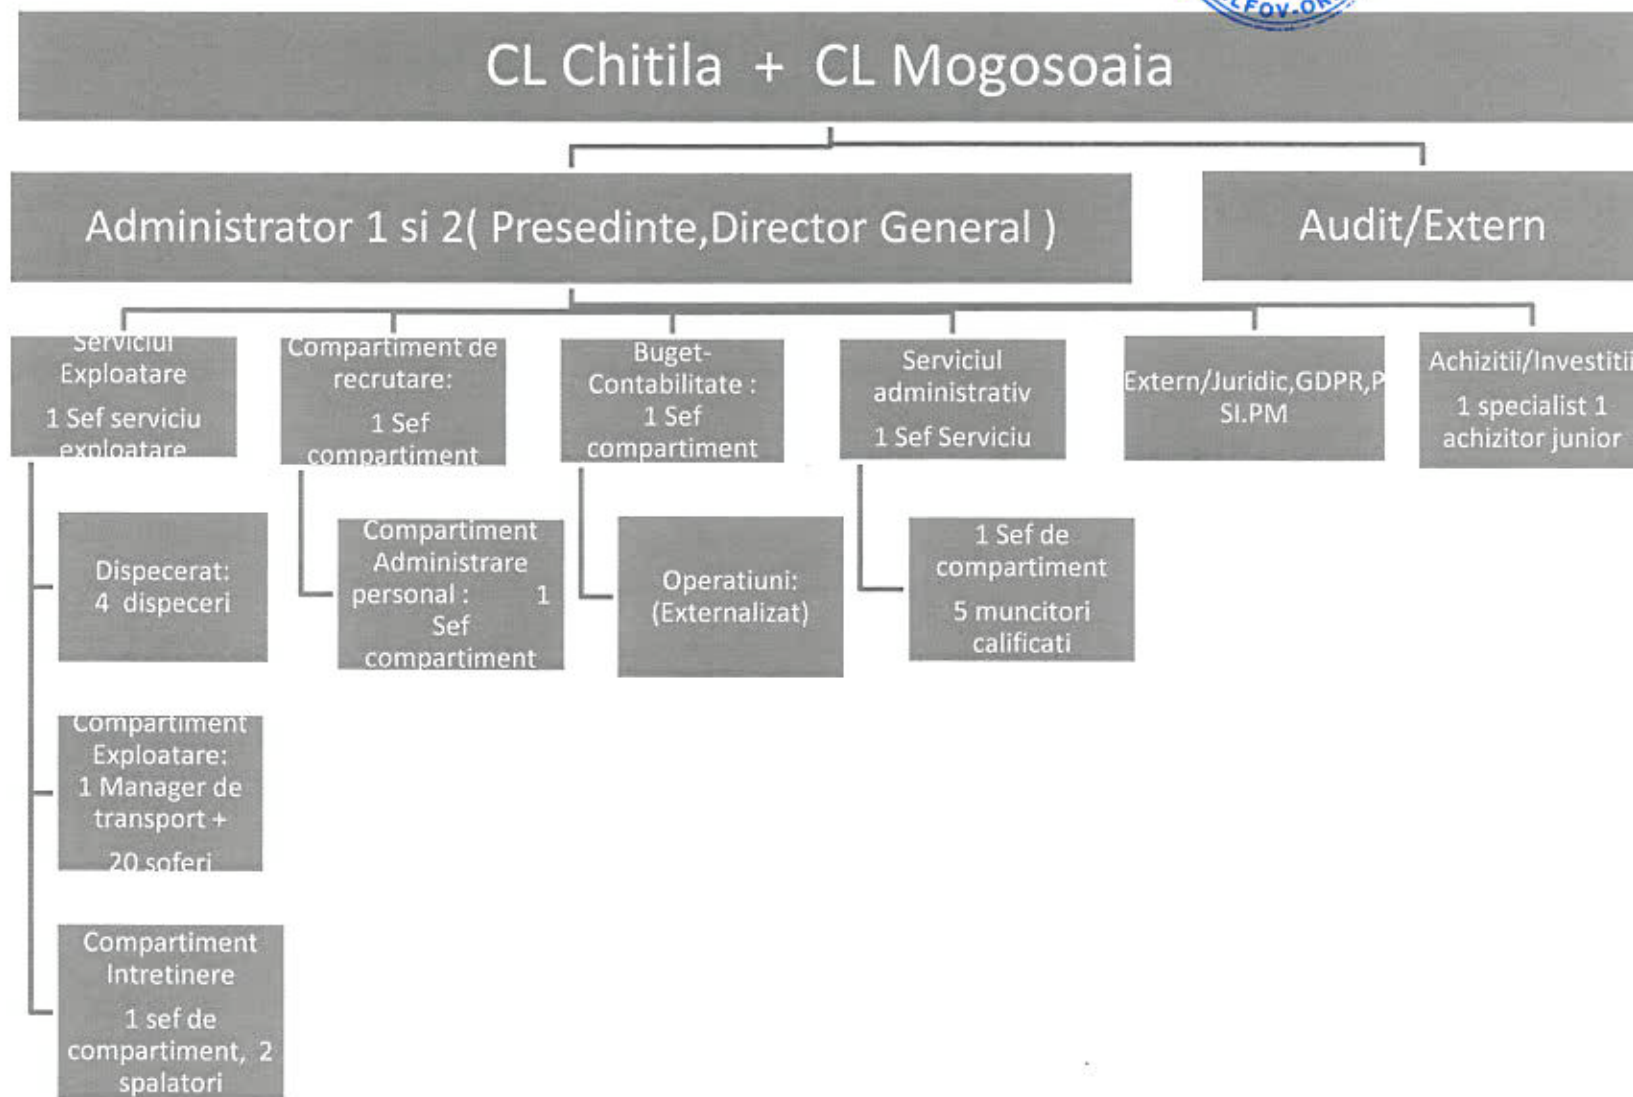 LFOV-OR
CL Chitila + CL Mogosoaia
Administrator 1 si 2( Presedinte,Director General )
Audit/Extern
Serviciul
Exploatare
1 Sef serviciu
exploatare
Compartiment de
recrutare:
1 Sef
compartiment
Buget-
Contabilitate :
1 Sef
compartiment
Serviciul
administrativ
1 Sef Serviciu
Extern/Juridic,GDPR,P
SI.PM
Achizitii/Investitii
1 specialist 1
achizitor junior
Dispecerat:
4 dispeceri
Compartiment
Administrare
personal : 1
Sef
compartiment
Operatiuni:
(Externalizat)
1 Sef de
compartiment
5 muncitori
calificati
Compartiment
Exploatare:
1 Manager de
transport +
20 soferi
Compartiment
Intretinere
1 sef de
compartiment, 2
spalatori